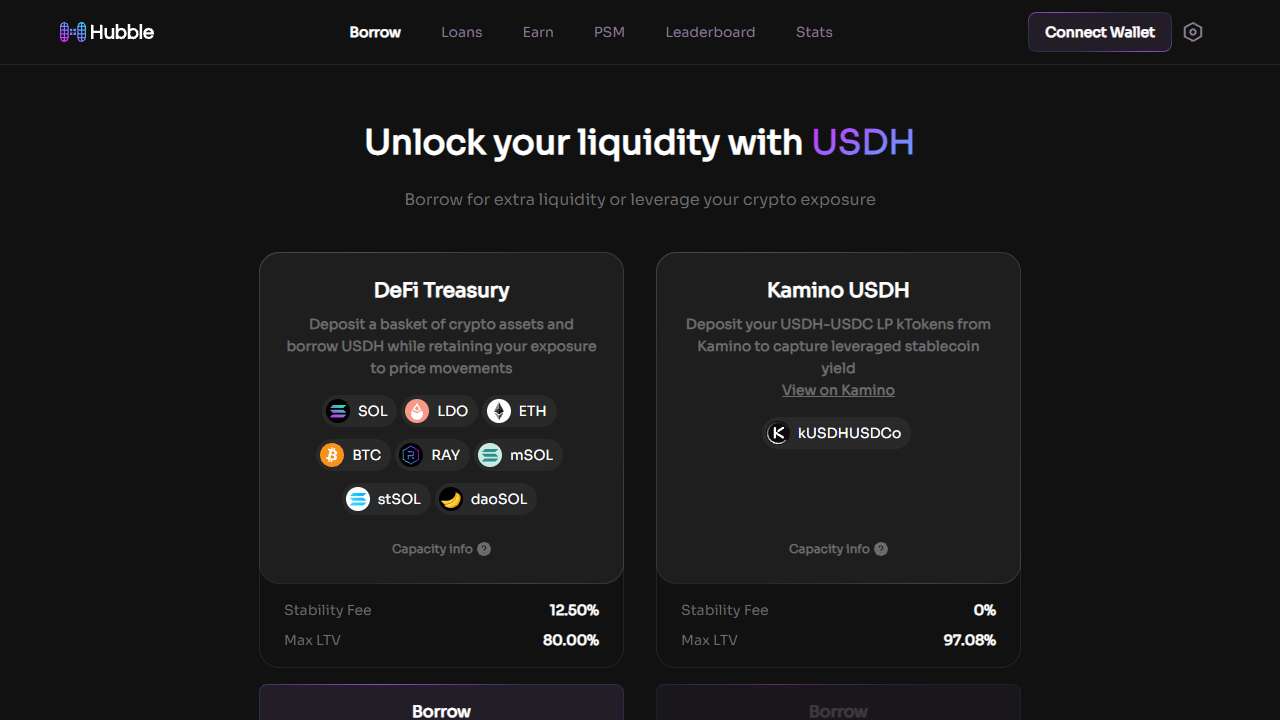 Hubble
Borrow
Loans
Earn
PSM
Leaderboard
Stats
Connect Wallet
Unlock your liquidity with USDH
Borrow for extra liquidity or leverage your crypto exposure
DeFi Treasury
Deposit a basket of crypto assets and
borrow USDH while retaining your exposure
to price movements
SOL
LDO
ETH
BTC
RAY
mSOL
stSOL
daoSOL
Capacity info ?
Stability Fee 12.50%
Max LTV 80.00%
Borrow
Kamino USDH
Deposit your USDH-USDC LP kTokens from
Kamino to capture leveraged stablecoin
yield
View on Kamino
kUSDHUSDCo
Capacity info ?
Stability Fee 0%
Max LTV 97.08%
Borrow